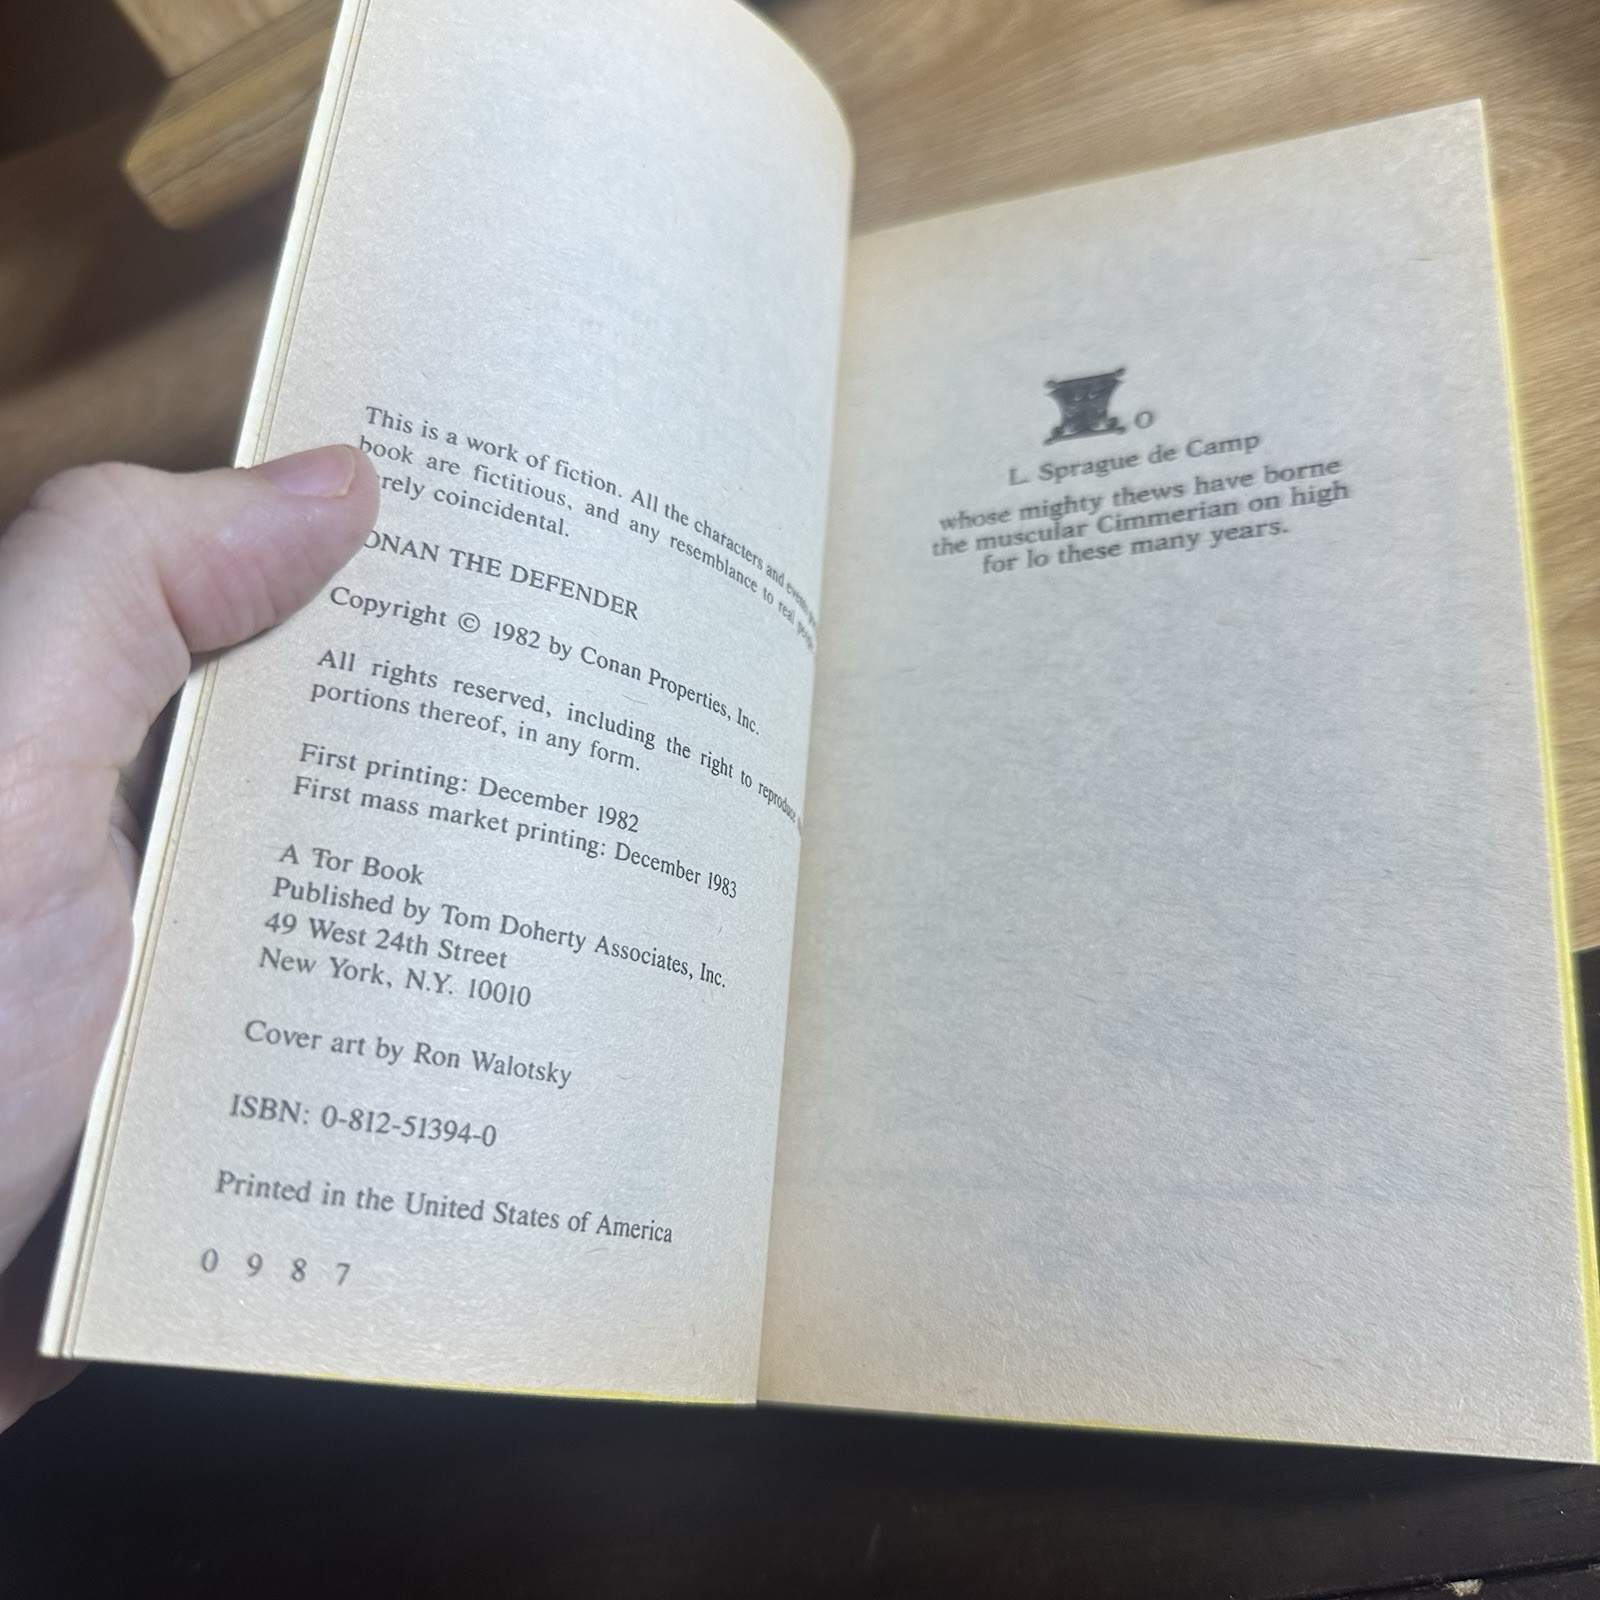 This is a work of fiction. All the characters and events
book are fictitious, and any resemblance to real people
rely coincidental.
ONAN THE DEFENDER
Copyright © 1982 by Conan Properties, Inc.
All rights reserved, including the right to reproduce
portions thereof, in any form.
First printing: December 1982
First mass market printing: December 1983
A Tor Book
Published by Tom Doherty Associates, Inc.
49 West 24th Street
New York, N.Y. 10010
Cover art by Ron Walotsky
ISBN: 0-812-51394-0
Printed in the United States of America
0 9 8 7
To
L. Sprague de Camp
whose mighty thews have borne
the muscular Cimmerian on high
for lo these many years.